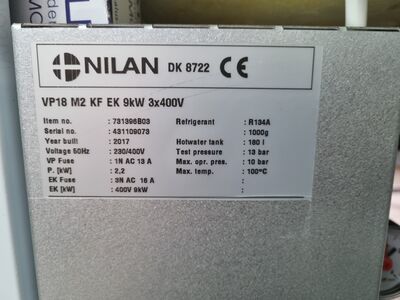 NILAN DK 8722 CE
VP18 M2 KF EK 9kW 3x400V
Item no. : 731396B03 Refrigerant : R134A
Serial no. : 431109073 : 1000g
Year built : 2017 Hotwater tank : 180 l
Voltage 50Hz : 230/400V Test pressure : 13 bar
VP Fuse : 1N AC 13 A Max. opr. pres. : 10 bar
P. [kW] : 2,2 Max. temp. : 100°C
EK Fuse : 3N AC 16 A
EK [kW] : 400V 9kW